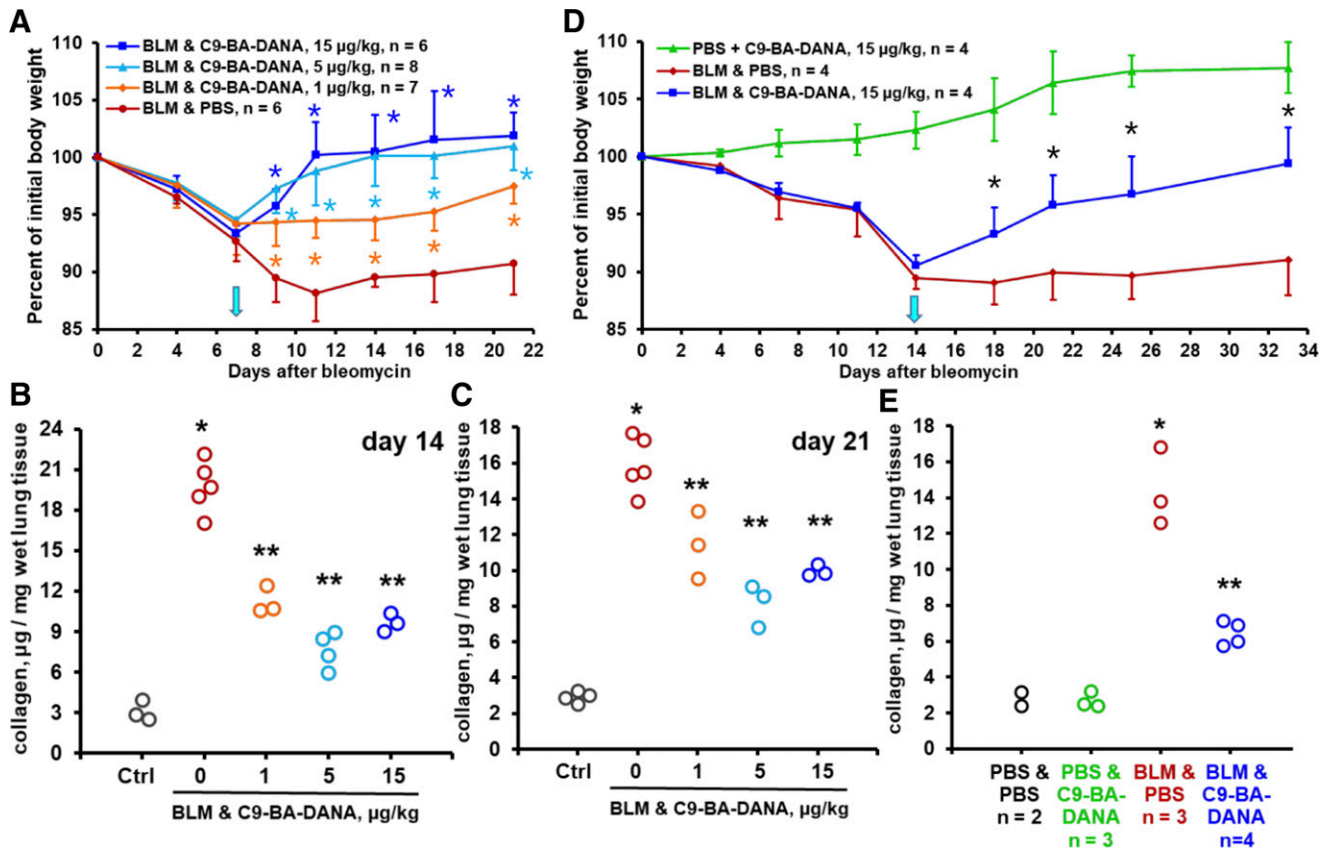 A
110
105
100
95
90
85
Percent of initial body weight
BLM & C9-BA-DANA, 15 µg/kg, n = 6
BLM & C9-BA-DANA, 5 µg/kg, n = 8
BLM & C9-BA-DANA, 1 µg/kg, n = 7
BLM & PBS, n = 6
* * * * *
* * * * *
* * * * *
0 2 4 6 8 10 12 14 16 18 20 22
Days after bleomycin
D
110
105
100
95
90
85
Percent of initial body weight
PBS + C9-BA-DANA, 15 µg/kg, n = 4
BLM & PBS, n = 4
BLM & C9-BA-DANA, 15 µg/kg, n = 4
* * * *
0 2 4 6 8 10 12 14 16 18 20 22 24 26 28 30 32 34
Days after bleomycin
B
day 14
24
21
18
15
12
9
6
3
0
collagen, µg / mg wet lung tissue
* ** ** **
Ctrl 0 1 5 15
BLM & C9-BA-DANA, µg/kg
C
day 21
18
16
14
12
10
8
6
4
2
0
collagen, µg / mg wet lung tissue
* ** ** **
Ctrl 0 1 5 15
BLM & C9-BA-DANA, µg/kg
E
18
16
14
12
10
8
6
4
2
0
collagen, µg / mg wet lung tissue
* **
PBS &
PBS
n = 2
PBS &
C9-BA-
DANA
n = 3
BLM &
PBS
n = 3
BLM &
C9-BA-
DANA
n=4